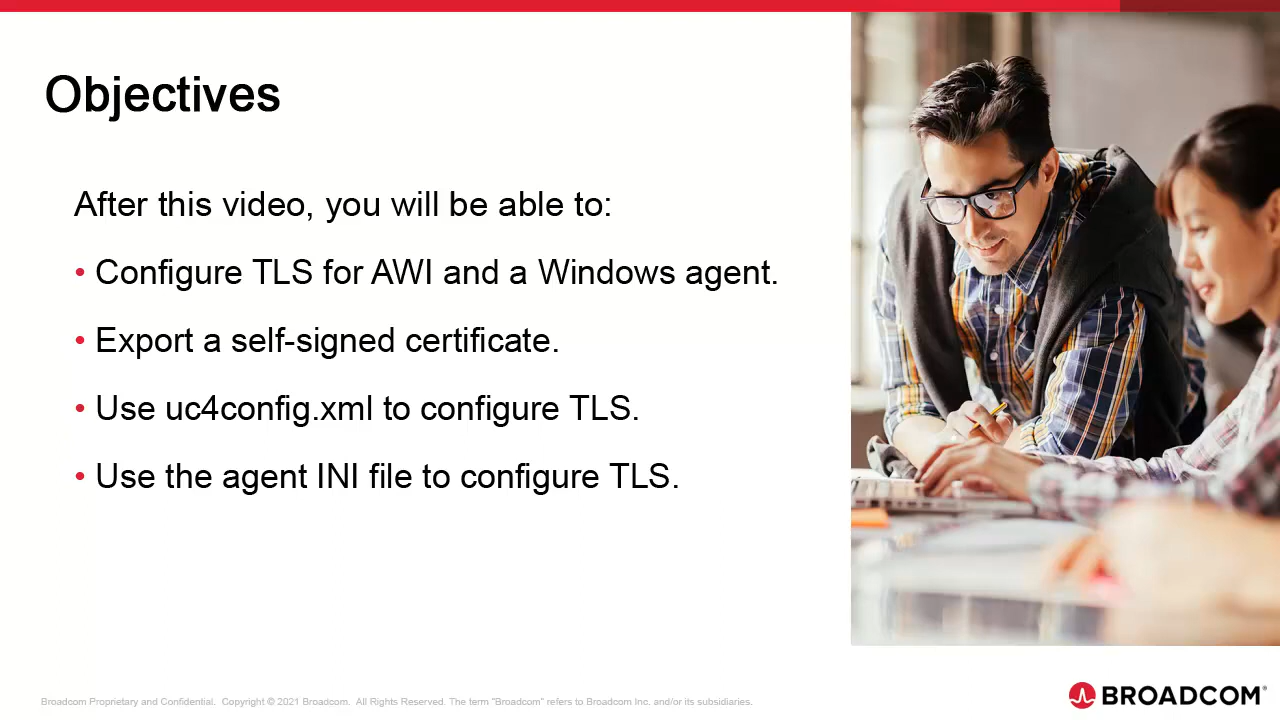 Objectives
After this video, you will be able to:
• Configure TLS for AWI and a Windows agent.
• Export a self-signed certificate.
• Use uc4config.xml to configure TLS.
• Use the agent INI file to configure TLS.
Broadcom Proprietary and Confidential. Copyright © 2021 Broadcom. All Rights Reserved. The term "Broadcom" refers to Broadcom Inc. and/or its subsidiaries.
BROADCOM®